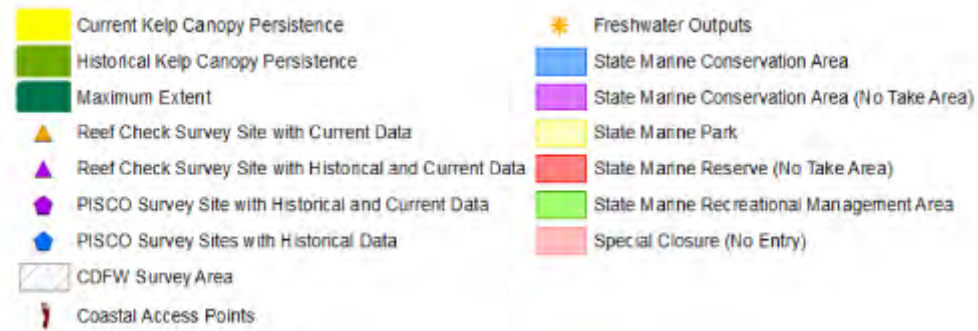 Current Kelp Canopy Persistence
Historical Kelp Canopy Persistence
Maximum Extent
Reef Check Survey Site with Current Data
Reef Check Survey Site with Historical and Current Data
PISCO Survey Site with Historical and Current Data
PISCO Survey Sites with Historical Data
CDFW Survey Area
Coastal Access Points
Freshwater Outputs
State Marine Conservation Area
State Marine Conservation Area (No Take Area)
State Marine Park
State Marine Reserve (No Take Area)
State Marine Recreational Management Area
Special Closure (No Entry)